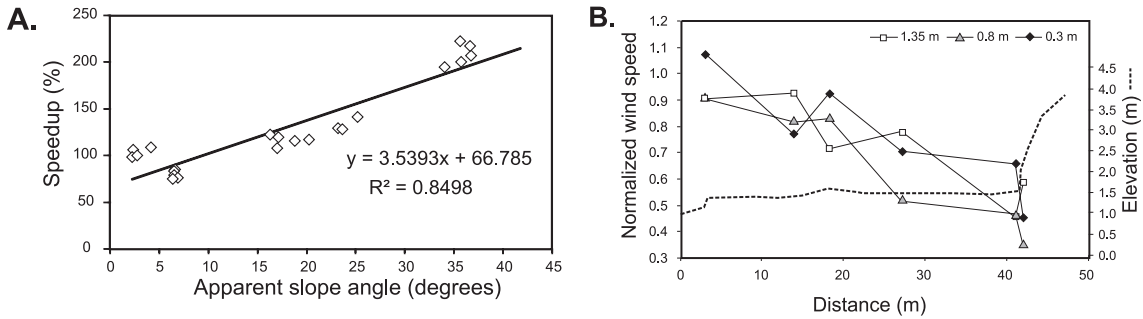 A.
250
200
150
100
50
0
Speedup (%)
y = 3.5393x + 66.785
R² = 0.8498
0 5 10 15 20 25 30 35 40 45
Apparent slope angle (degrees)
B.
1.35 m 0.8 m 0.3 m
1.2
1.1
1.0
0.9
0.8
0.7
0.6
0.5
0.4
0.3
Normalized wind speed
4.5
4.0
3.5
3.0
2.5
2.0
1.5
1.0
0.5
0.0
Elevation (m)
0 10 20 30 40 50
Distance (m)